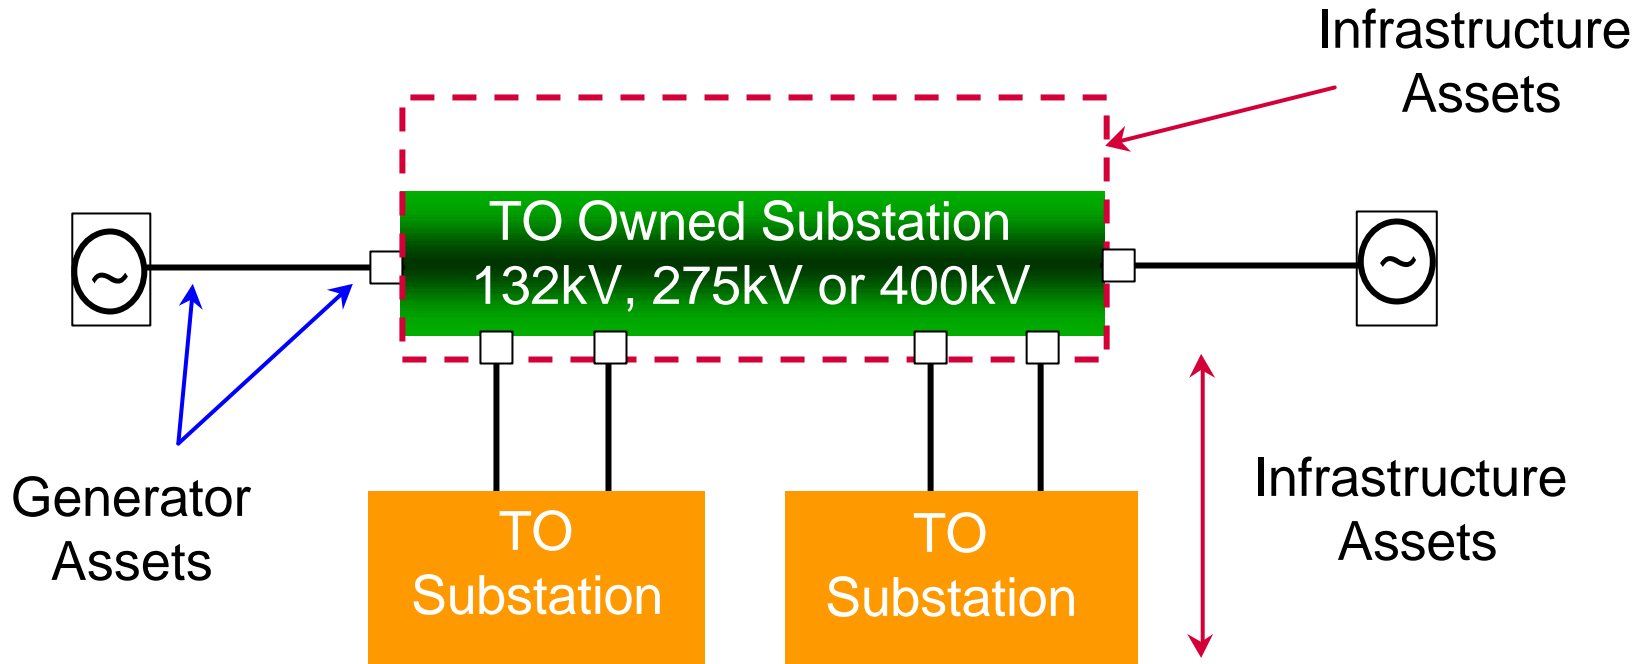 Infrastructure
Assets
TO Owned Substation
132kV, 275kV or 400kV
~
~
Generator
Assets
TO
Substation
TO
Substation
Infrastructure
Assets